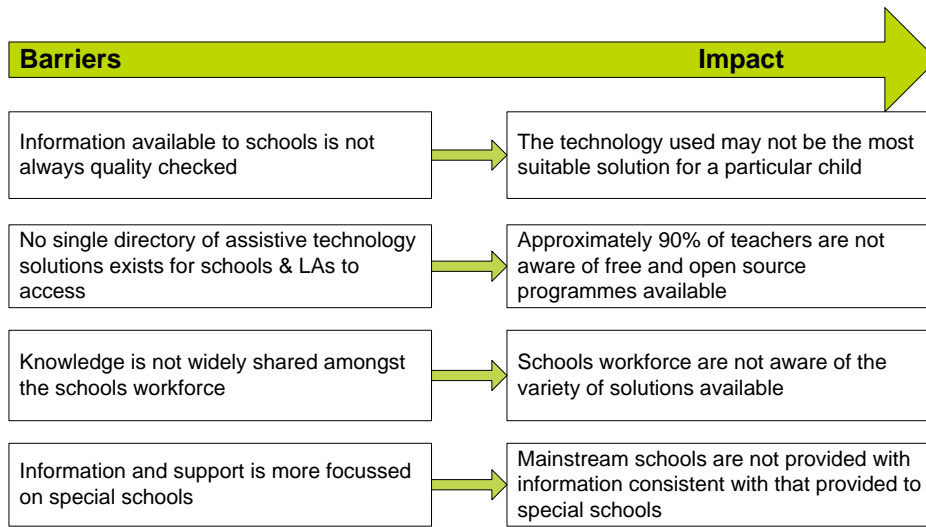 Barriers
Impact
Information available to schools is not
always quality checked
The technology used may not be the most
suitable solution for a particular child
No single directory of assistive technology
solutions exists for schools & LAs to
access
Approximately 90% of teachers are not
aware of free and open source
programmes available
Knowledge is not widely shared amongst
the schools workforce
Schools workforce are not aware of the
variety of solutions available
Information and support is more focussed
on special schools
Mainstream schools are not provided with
information consistent with that provided to
special schools